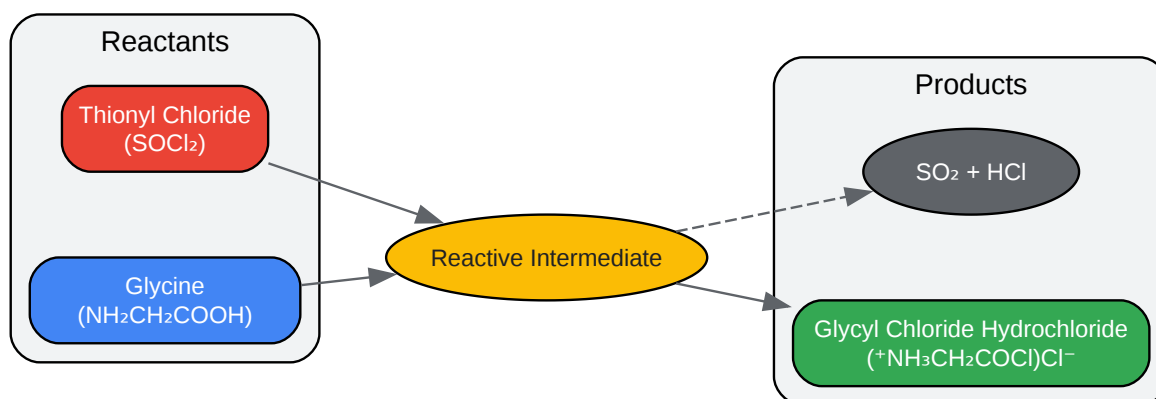 Reactants
Thionyl Chloride
(SOCl₂)
Glycine
(NH₂CH₂COOH)
Reactive Intermediate
Products
SO₂ + HCl
Glycyl Chloride Hydrochloride
(⁺NH₃CH₂COCl)Cl⁻